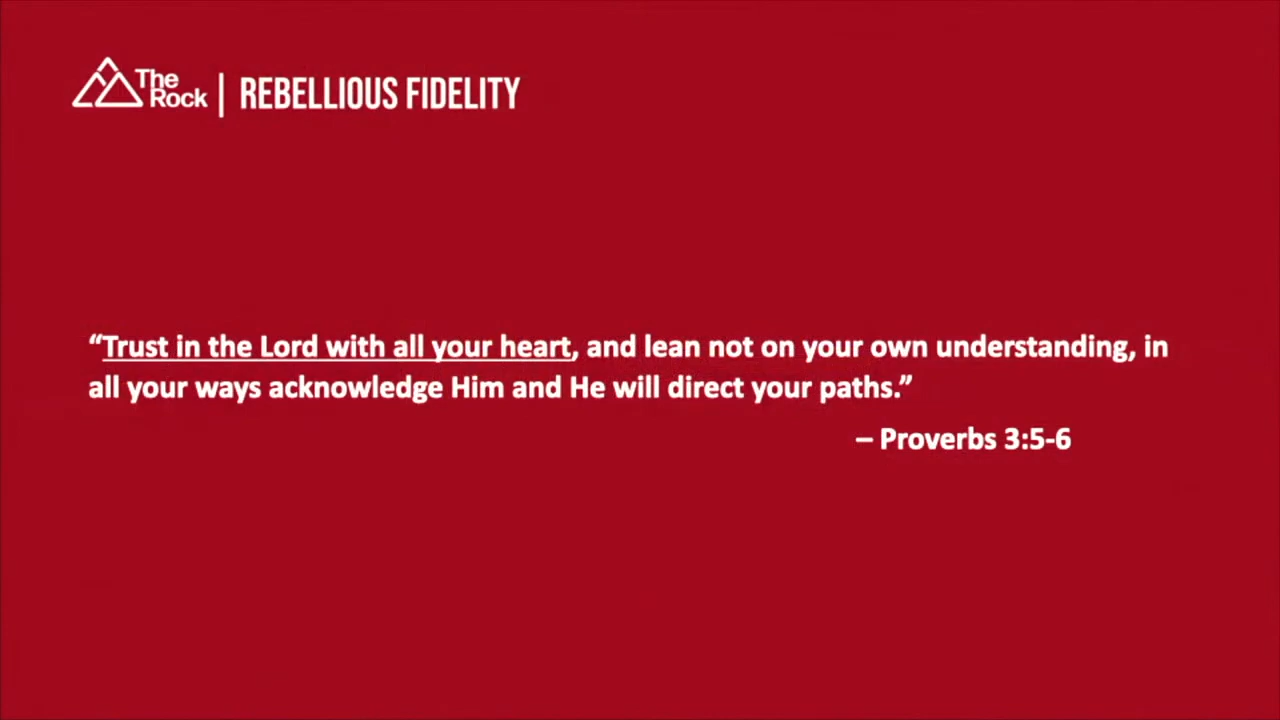 The
Rock | REBELLIOUS FIDELITY
“Trust in the Lord with all your heart, and lean not on your own understanding, in
all your ways acknowledge Him and He will direct your paths.”
– Proverbs 3:5-6